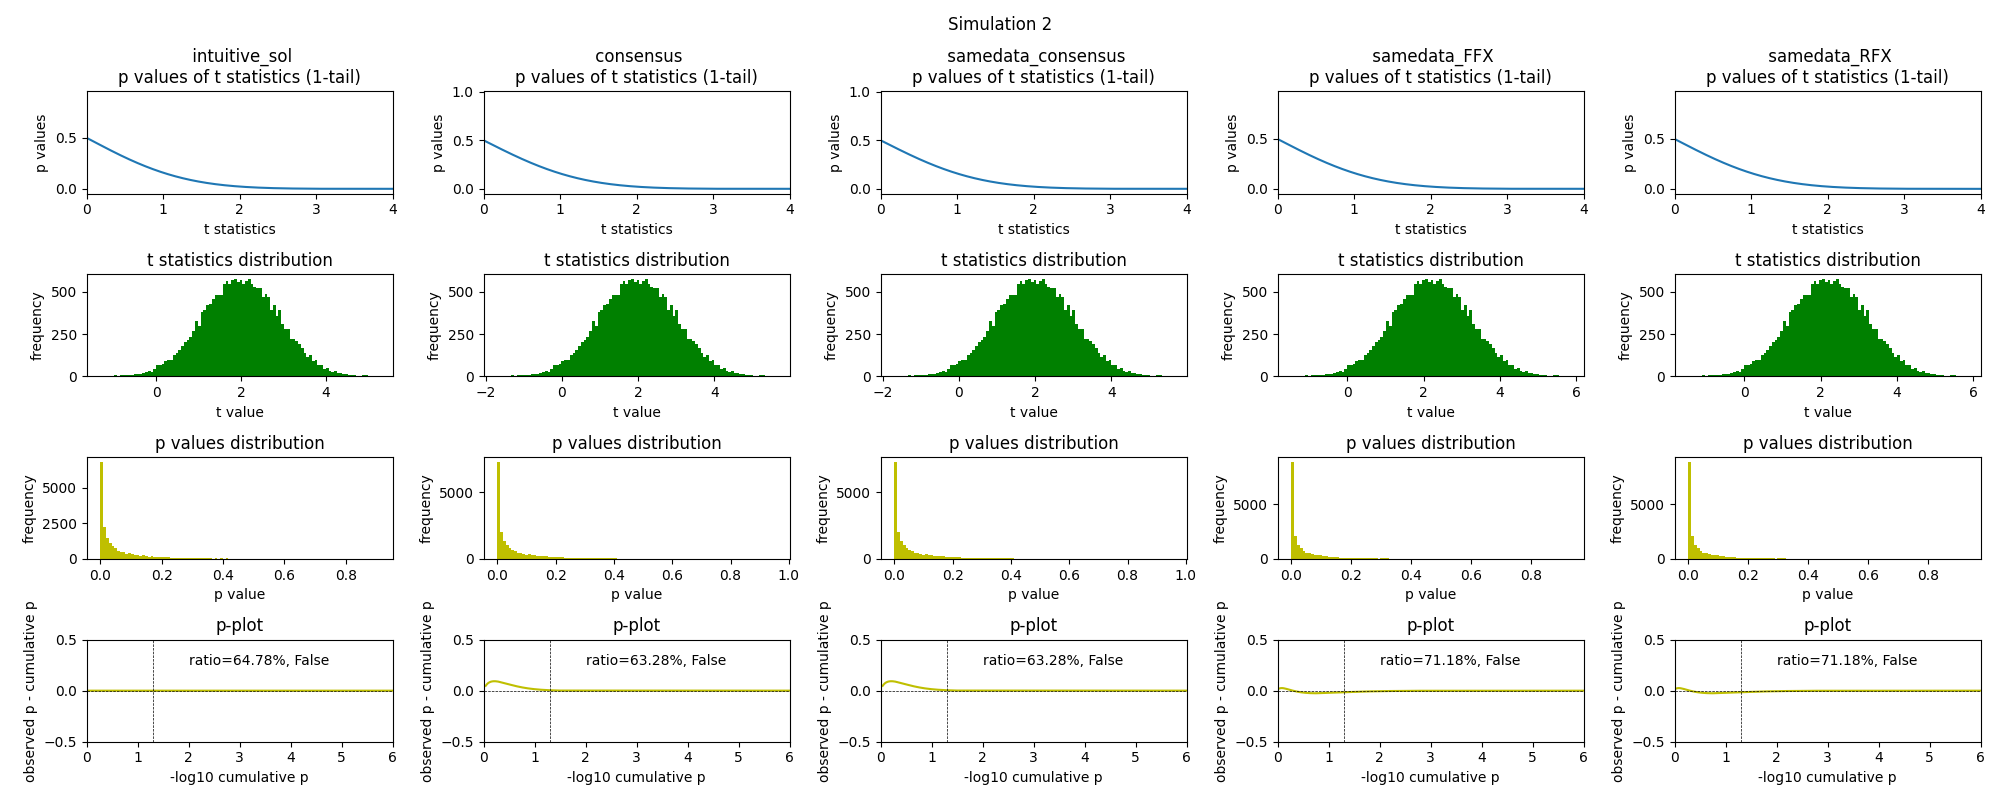 Simulation 2
intuitive_sol
p values of t statistics (1-tail)
p values
0.5
0.0
0 1 2 3 4
t statistics
consensus
p values of t statistics (1-tail)
p values
1.0
0.5
0.0
0 1 2 3 4
t statistics
samedata_consensus
p values of t statistics (1-tail)
p values
1.0
0.5
0.0
0 1 2 3 4
t statistics
samedata_FFX
p values of t statistics (1-tail)
p values
0.5
0.0
0 1 2 3 4
t statistics
samedata_RFX
p values of t statistics (1-tail)
p values
0.5
0.0
0 1 2 3 4
t statistics
t statistics distribution
frequency
500
250
0
0 2 4
t value
t statistics distribution
frequency
500
250
0
−2 0 2 4
t value
t statistics distribution
frequency
500
250
0
−2 0 2 4
t value
t statistics distribution
frequency
500
250
0
0 2 4 6
t value
t statistics distribution
frequency
500
250
0
0 2 4 6
t value
p values distribution
frequency
5000
2500
0
0.0 0.2 0.4 0.6 0.8
p value
p values distribution
frequency
5000
0
0.0 0.2 0.4 0.6 0.8 1.0
p value
p values distribution
frequency
5000
0
0.0 0.2 0.4 0.6 0.8 1.0
p value
p values distribution
frequency
5000
0
0.0 0.2 0.4 0.6 0.8
p value
p values distribution
frequency
5000
0
0.0 0.2 0.4 0.6 0.8
p value
p-plot
observed p - cumulative p
0.5
0.0
−0.5
ratio=64.78%, False
0 1 2 3 4 5 6
-log10 cumulative p
p-plot
observed p - cumulative p
0.5
0.0
−0.5
ratio=63.28%, False
0 1 2 3 4 5 6
-log10 cumulative p
p-plot
observed p - cumulative p
0.5
0.0
−0.5
ratio=63.28%, False
0 1 2 3 4 5 6
-log10 cumulative p
p-plot
observed p - cumulative p
0.5
0.0
−0.5
ratio=71.18%, False
0 1 2 3 4 5 6
-log10 cumulative p
p-plot
observed p - cumulative p
0.5
0.0
−0.5
ratio=71.18%, False
0 1 2 3 4 5 6
-log10 cumulative p